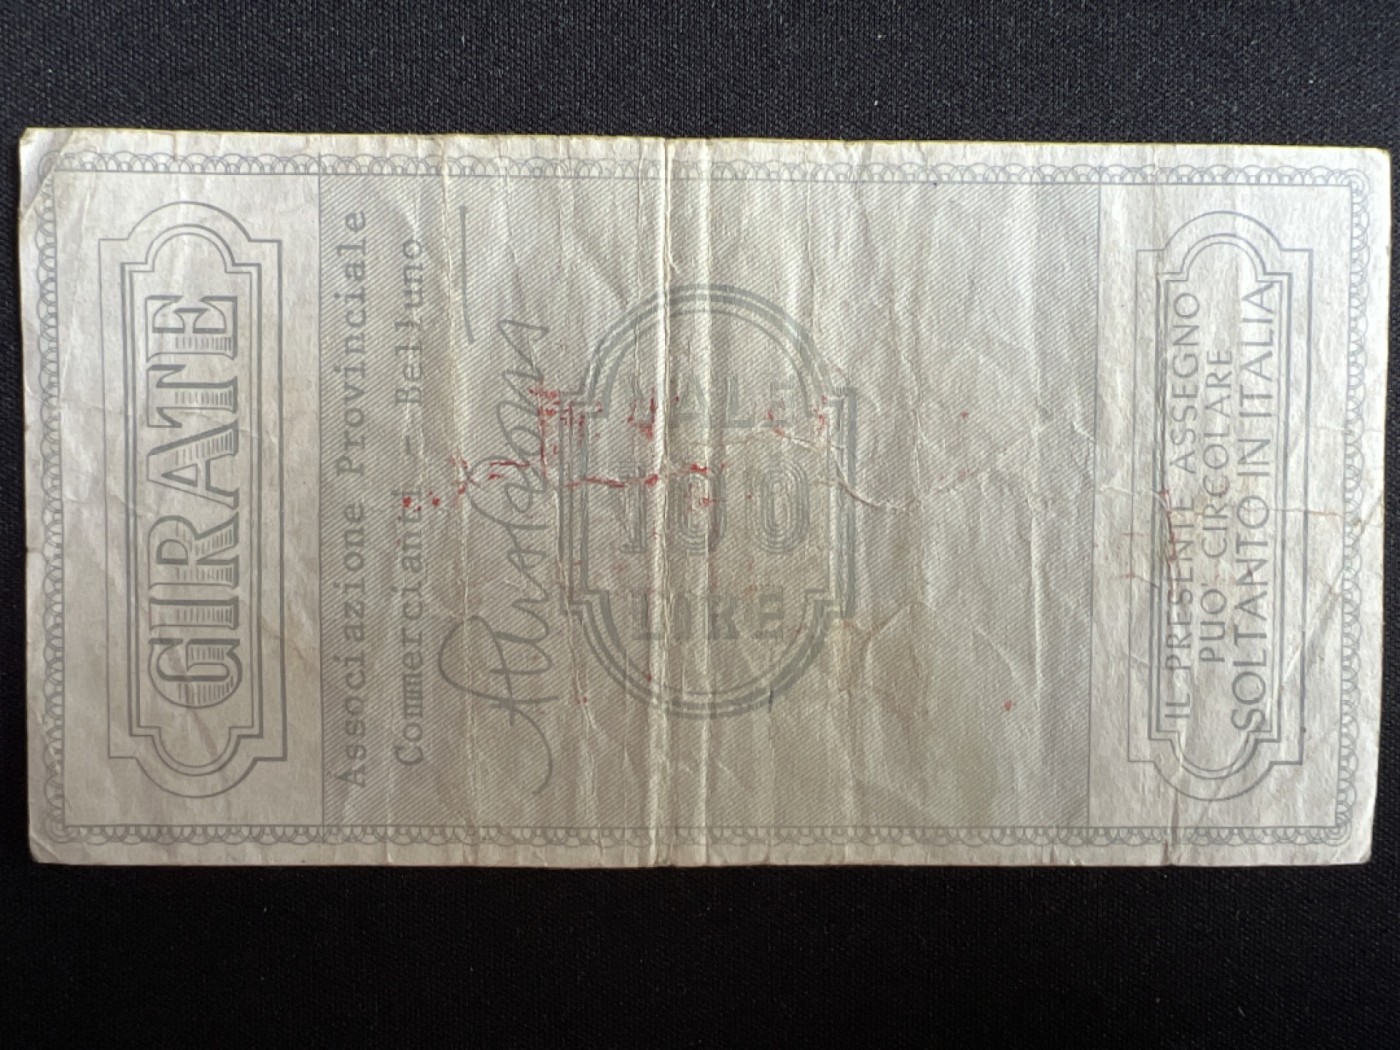 GIRATE
Associazione Provinciale
Commercianti - Belluno
VALE
100
LIRE
IL PRESENTE ASSEGNO
PUO' CIRCOLARE
SOLTANTO IN ITALIA